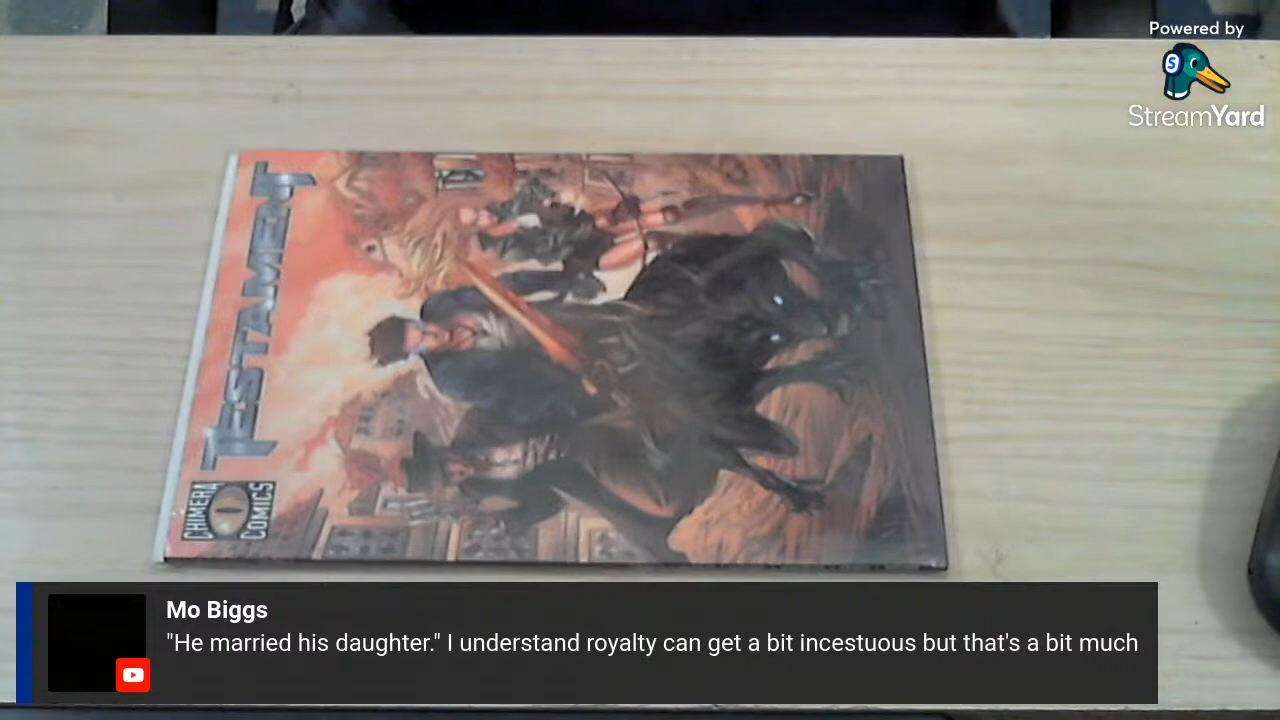 Powered by
StreamYard
TESTAMENT
CHIMERA
COMICS
Mo Biggs
"He married his daughter." I understand royalty can get a bit incestuous but that's a bit much